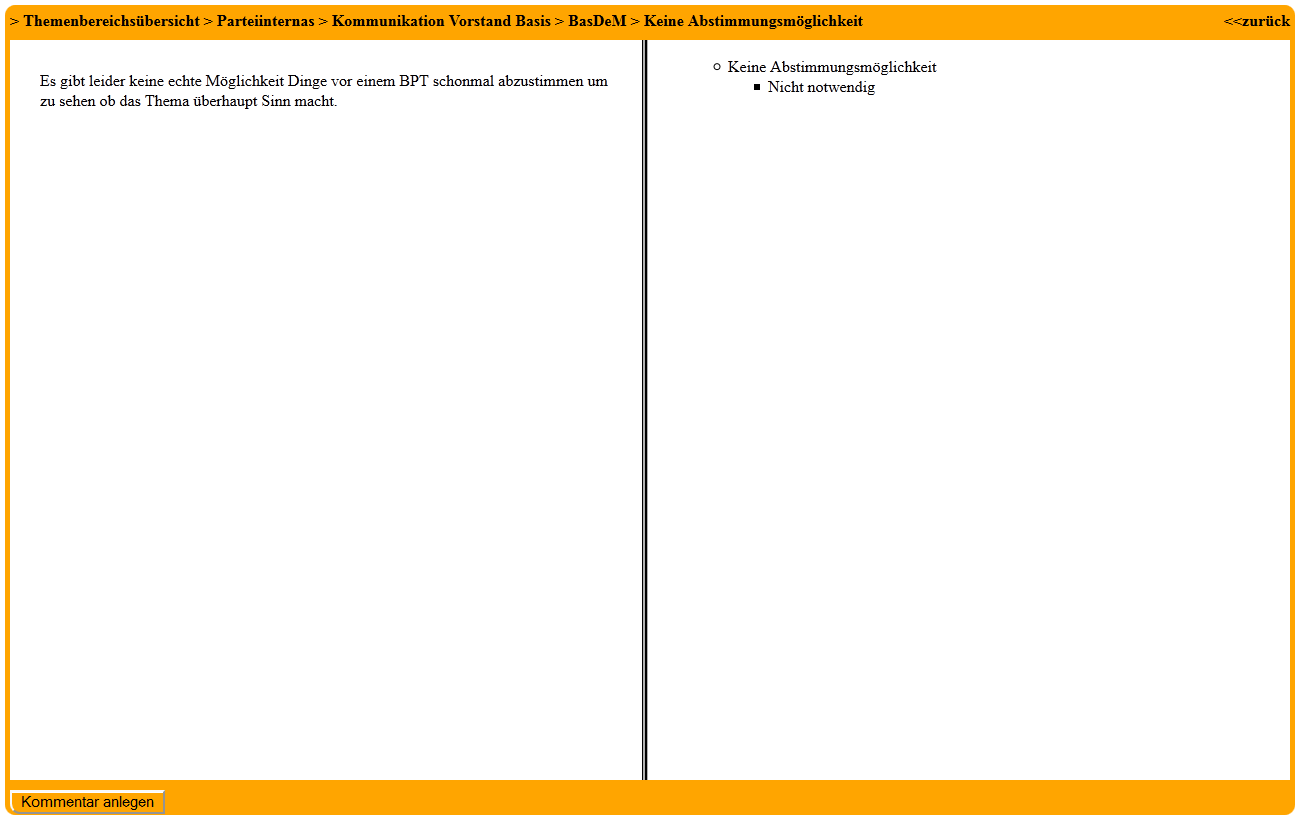 > Themenbereichsübersicht > Parteiinternas > Kommunikation Vorstand Basis > BasDeM > Keine Abstimmungsmöglichkeit <<zurück
Es gibt leider keine echte Möglichkeit Dinge vor einem BPT schonmal abzustimmen um
zu sehen ob das Thema überhaupt Sinn macht.
Keine Abstimmungsmöglichkeit
Nicht notwendig
Kommentar anlegen